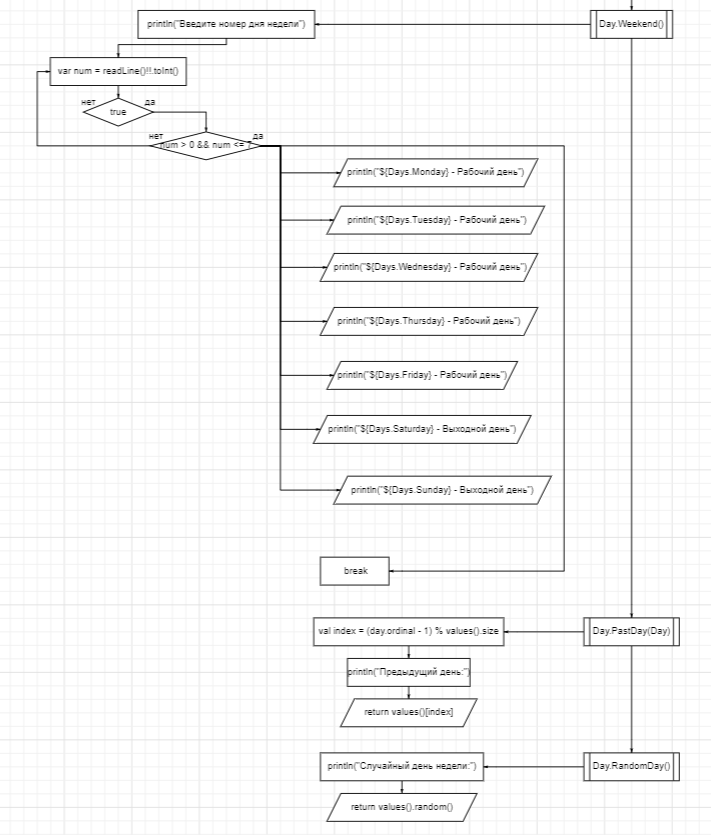 println("Введите номер дня недели")
Day.Weekend()
var num = readLine()!!.toInt()
нет
да
true
нет
да
num > 0 && num <= 7
println("${Days.Monday} - Рабочий день")
println("${Days.Tuesday} - Рабочий день")
println("${Days.Wednesday} - Рабочий день")
println("${Days.Thursday} - Рабочий день")
println("${Days.Friday} - Рабочий день")
println("${Days.Saturday} - Выходной день")
println("${Days.Sunday} - Выходной день")
break
val index = (day.ordinal - 1) % values().size
Day.PastDay(Day)
println("Предыдущий день:")
return values()[index]
println("Случайный день недели:")
Day.RandomDay()
return values().random()